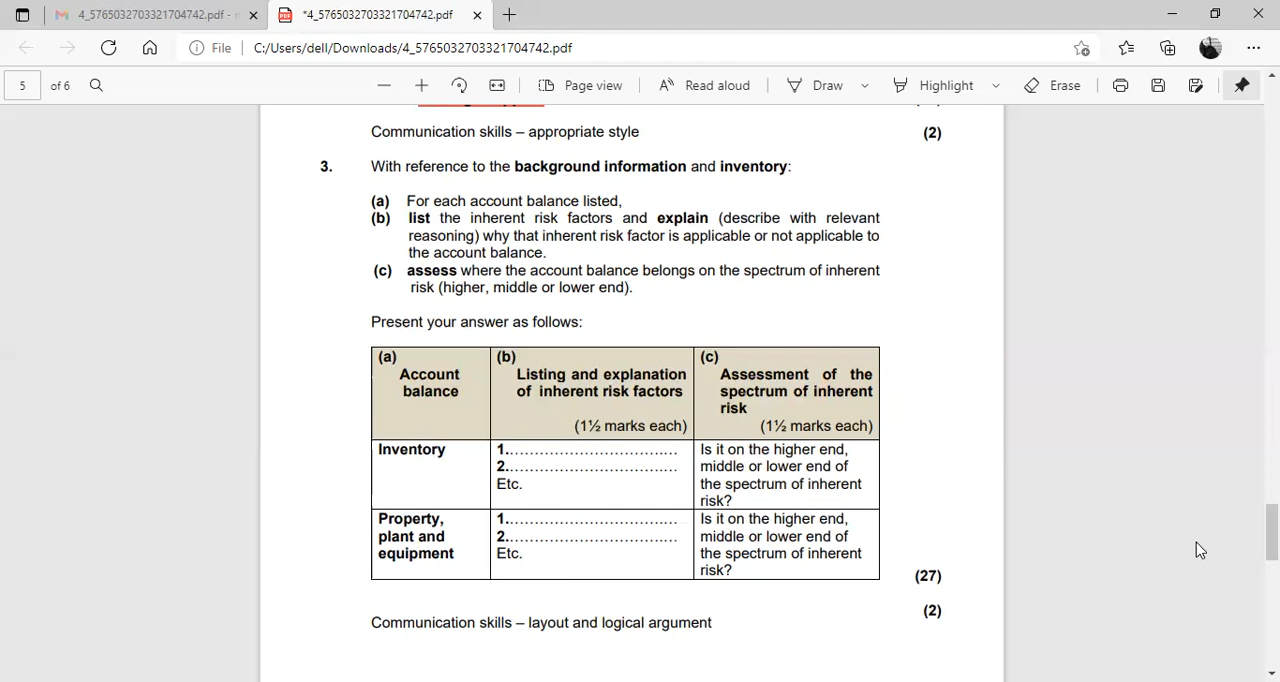 4_5765032703321704742.pdf -
*4_5765032703321704742.pdf
File C:/Users/dell/Downloads/4_5765032703321704742.pdf
5 of 6 Page view Read aloud Draw Highlight Erase
Communication skills – appropriate style (2)
3. With reference to the background information and inventory:
(a) For each account balance listed,
(b) list the inherent risk factors and explain (describe with relevant
reasoning) why that inherent risk factor is applicable or not applicable to
the account balance.
(c) assess where the account balance belongs on the spectrum of inherent
risk (higher, middle or lower end).
Present your answer as follows:
(a)
Account
balance
(b)
Listing and explanation
of inherent risk factors
(1½ marks each)
(c)
Assessment of the
spectrum of inherent
risk
(1½ marks each)
Inventory
1..................................
2..................................
Etc.
Is it on the higher end,
middle or lower end of
the spectrum of inherent
risk?
Property,
plant and
equipment
1..................................
2..................................
Etc.
Is it on the higher end,
middle or lower end of
the spectrum of inherent
risk?
(27)
(2)
Communication skills – layout and logical argument